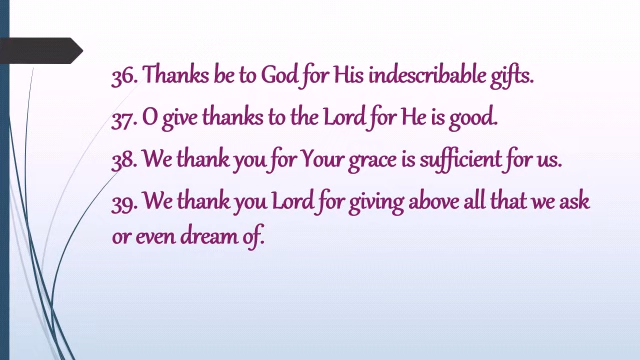 36. Thanks be to God for His indescribable gifts.
37. O give thanks to the Lord for He is good.
38. We thank you for Your grace is sufficient for us.
39. We thank you Lord for giving above all that we ask
or even dream of.